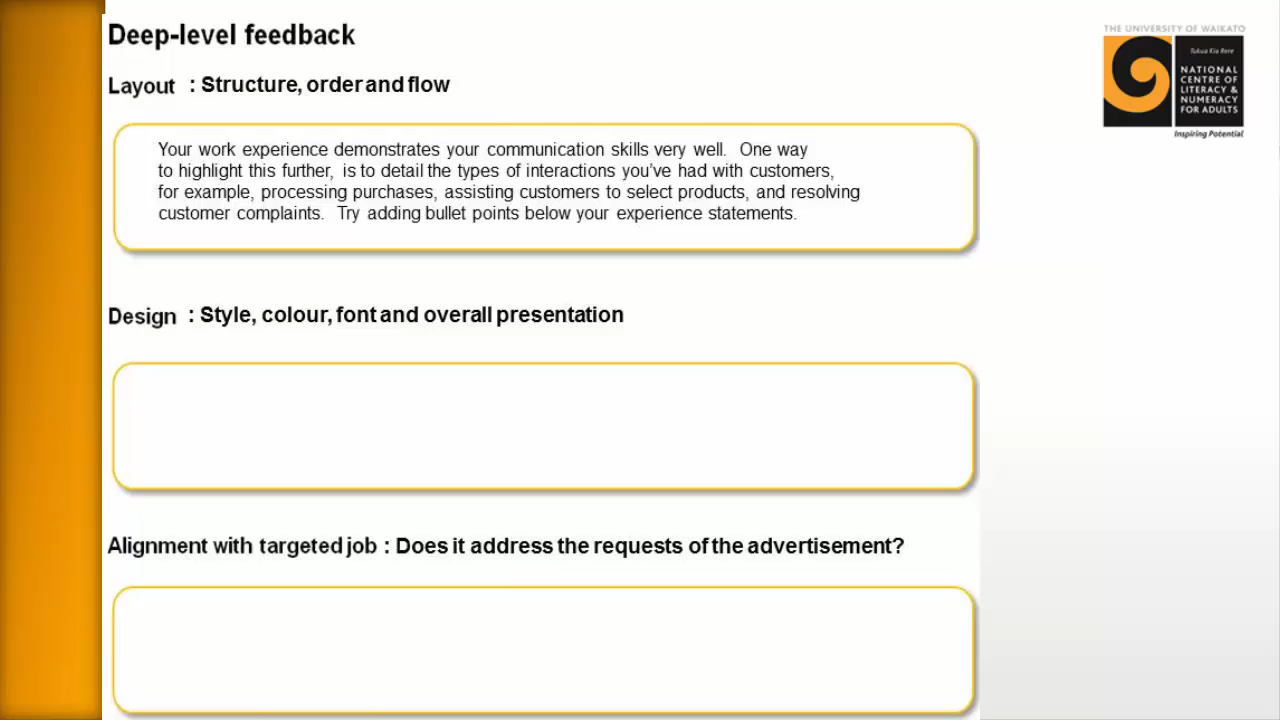 Deep-level feedback
THE UNIVERSITY OF WAIKATO
Tukua Kia Rere
NATIONAL
CENTRE OF
LITERACY &
NUMERACY
FOR ADULTS
Inspiring Potential
Layout : Structure, order and flow
Your work experience demonstrates your communication skills very well. One way
to highlight this further, is to detail the types of interactions you've had with customers,
for example, processing purchases, assisting customers to select products, and resolving
customer complaints. Try adding bullet points below your experience statements.
Design : Style, colour, font and overall presentation
Alignment with targeted job : Does it address the requests of the advertisement?